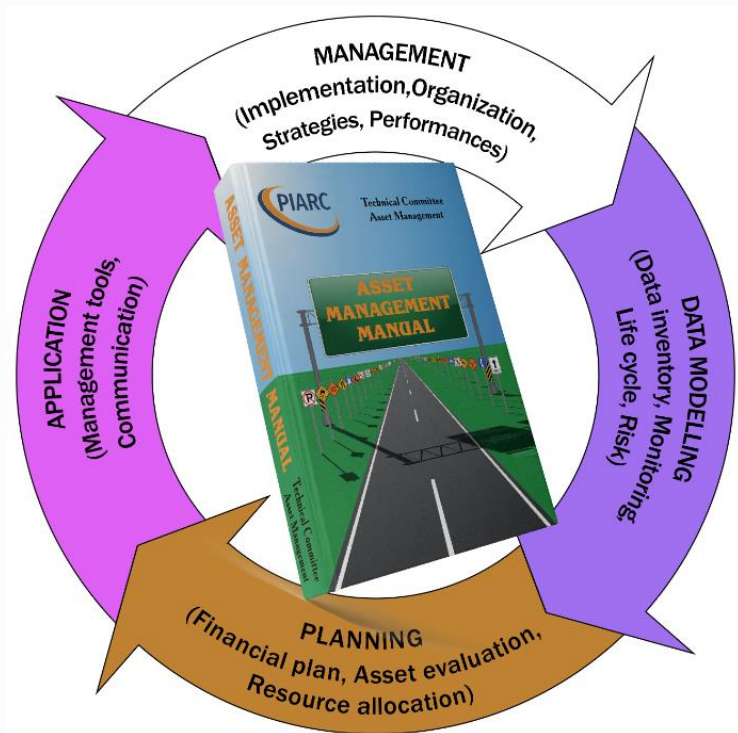 MANAGEMENT
(Implementation,Organization,
Strategies, Performances)
DATA MODELLING
(Data inventory, Monitoring
Life cycle, Risk)
PLANNING
(Financial plan, Asset evaluation,
Resource allocation)
APPLICATION
(Management tools,
Communication)
PIARC
Technical Committee
Asset Management
ASSET
MANAGEMENT
MANUAL
ASSET MANAGEMENT MANUAL
Technical Committee
Asset Management